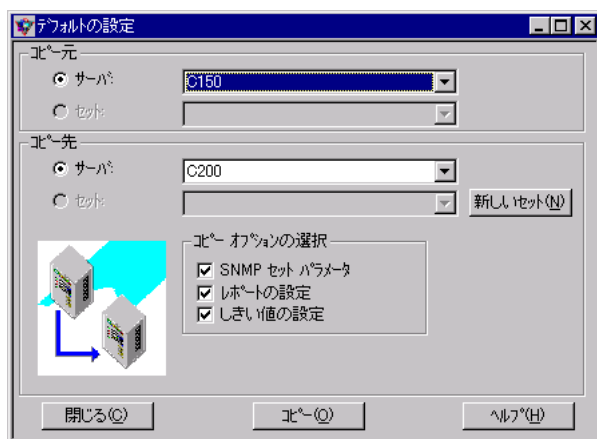 ﾃﾞﾌｫﾙﾄの設定
ｺﾋﾟｰ元
ｻｰﾊﾞ:
C150
ｾｯﾄ:
ｺﾋﾟｰ先
ｻｰﾊﾞ:
C200
ｾｯﾄ:
新しいｾｯﾄ(N)
ｺﾋﾟｰ ｵﾌﾟｼｮﾝの選択
SNMP ｾｯﾄ ﾊﾟﾗﾒｰﾀ
ﾚﾎﾟｰﾄの設定
しきい値の設定
閉じる(C)
ｺﾋﾟｰ(O)
ﾍﾙﾌﾟ(H)